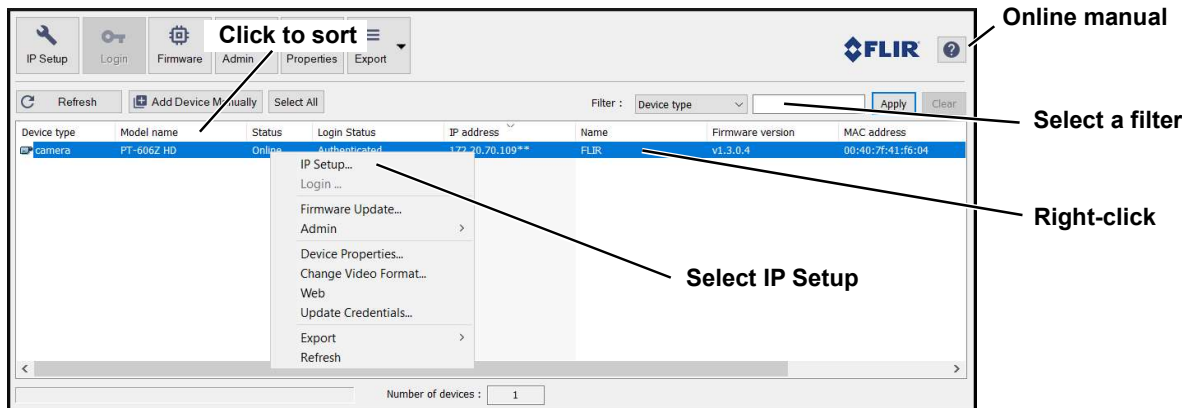 Online manual
Click to sort
IP Setup
Login
Firmware
Admin
Properties
Export
FLIR
Refresh
Add Device Manually
Select All
Filter :
Device type
Apply
Clear
Select a filter
Device type Model name Status Login Status IP address Name Firmware version MAC address
camera PT-606Z HD Online Authenticated 172.20.70.109** FLIR v1.3.0.4 00:40:7f:41:f6:04
IP Setup...
Login ...
Firmware Update...
Admin
Right-click
Device Properties...
Change Video Format...
Select IP Setup
Web
Update Credentials...
Export
Refresh
Number of devices : 1